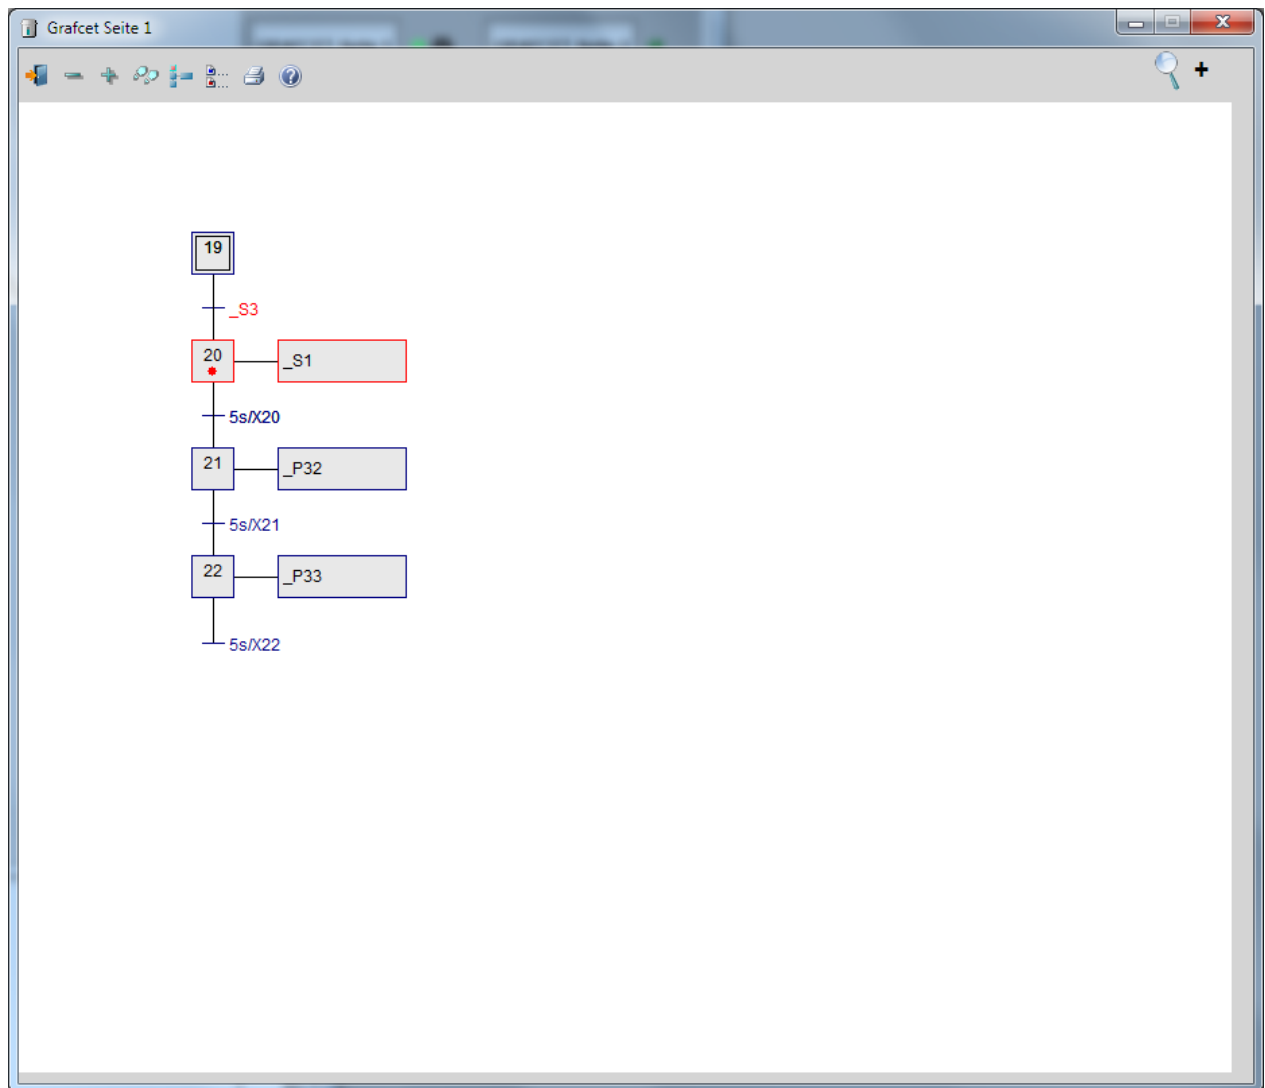 Grafcet Seite 1
19
_S3
20
_S1
5s/X20
21
_P32
5s/X21
22
_P33
5s/X22